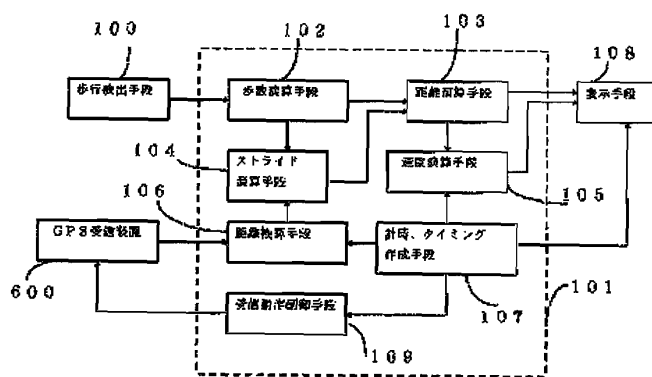 100
102
103
108
歩行検出手段
歩数演算手段
距離演算手段
表示手段
104
ストライド
演算手段
速度演算手段
105
106
GPS受信装置
距離換算手段
計時、タイミング
作成手段
600
受信動作制御手段
109
107
101